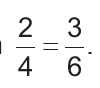 2/4 = 3/6.